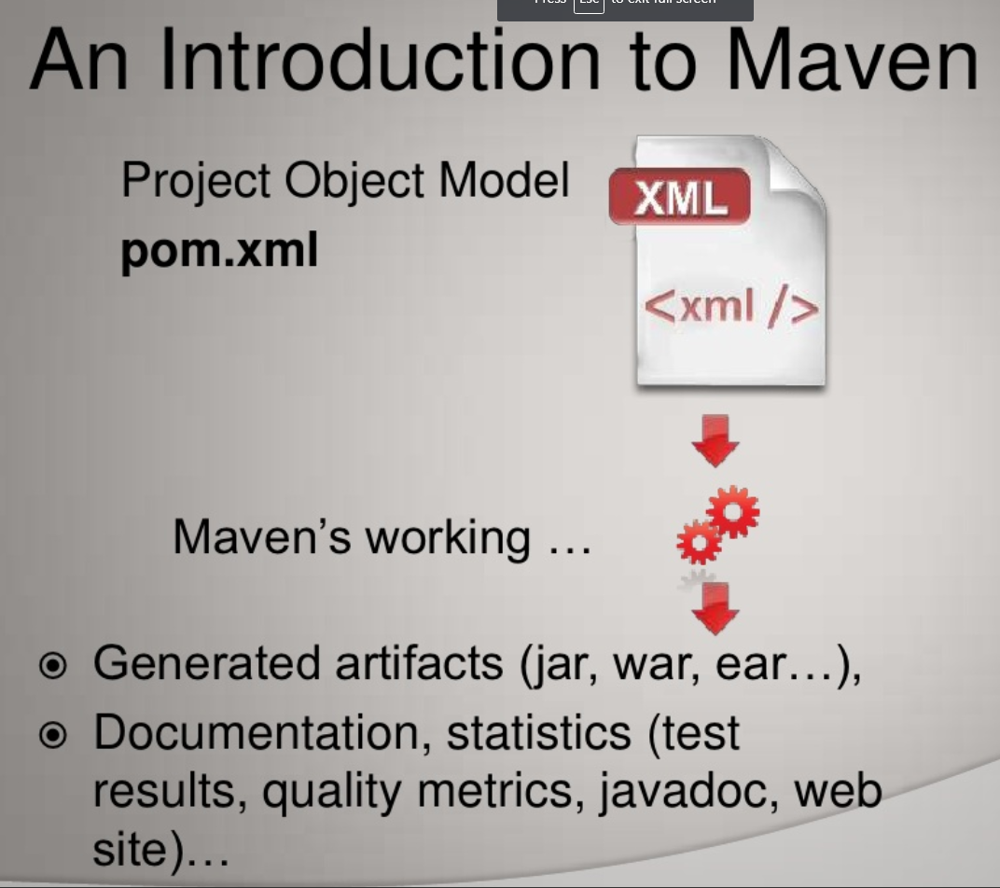 Press Esc to exit full screen
An Introduction to Maven
Project Object Model
pom.xml
XML
<xml />
Maven’s working …
Generated artifacts (jar, war, ear…),
Documentation, statistics (test
results, quality metrics, javadoc, web
site)…